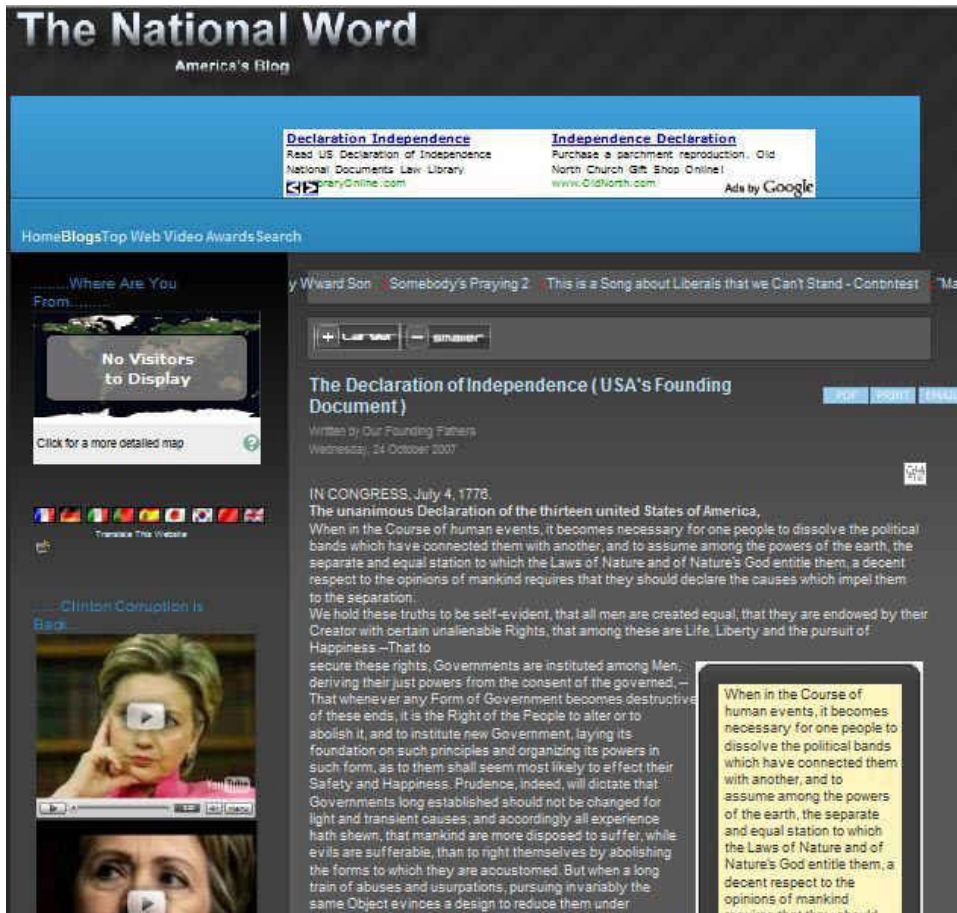 The National Word
America's Blog
Declaration Independence
Read US Declaration of Independence
National Documents Law Library
raryOnline.com
Independence Declaration
Purchase a parchment reproduction. Old
North Church Gift Shop Online!
www.OldNorth.com
Ads by Google
HomeBlogsTop Web Video AwardsSearch
.........Where Are You
From.........
No Visitors
to Display
Click for a more detailed map
Translate This Website
......Clinton Corruption is
Back...
YouTube
menu
y Wward Son Somebody's Praying 2 This is a Song about Liberals that we Can't Stand - Conbntest "Ma
+ Larger - smaller
The Declaration of Independence ( USA's Founding
Document )
PDF PRINT EMAIL
Written by Our Founding Fathers
Wednesday, 24 October 2007
IN CONGRESS, July 4, 1776.
The unanimous Declaration of the thirteen united States of America,
When in the Course of human events, it becomes necessary for one people to dissolve the political
bands which have connected them with another, and to assume among the powers of the earth, the
separate and equal station to which the Laws of Nature and of Nature's God entitle them, a decent
respect to the opinions of mankind requires that they should declare the causes which impel them
to the separation.
We hold these truths to be self-evident, that all men are created equal, that they are endowed by their
Creator with certain unalienable Rights, that among these are Life, Liberty and the pursuit of
Happiness.--That to
secure these rights, Governments are instituted among Men,
deriving their just powers from the consent of the governed, --
That whenever any Form of Government becomes destructive
of these ends, it is the Right of the People to alter or to
abolish it, and to institute new Government, laying its
foundation on such principles and organizing its powers in
such form, as to them shall seem most likely to effect their
Safety and Happiness. Prudence, indeed, will dictate that
Governments long established should not be changed for
light and transient causes; and accordingly all experience
hath shewn, that mankind are more disposed to suffer, while
evils are sufferable, than to right themselves by abolishing
the forms to which they are accustomed. But when a long
train of abuses and usurpations, pursuing invariably the
same Object evinces a design to reduce them under
When in the Course of
human events, it becomes
necessary for one people to
dissolve the political bands
which have connected them
with another, and to
assume among the powers
of the earth, the separate
and equal station to which
the Laws of Nature and of
Nature's God entitle them, a
decent respect to the
opinions of mankind
requires that they should